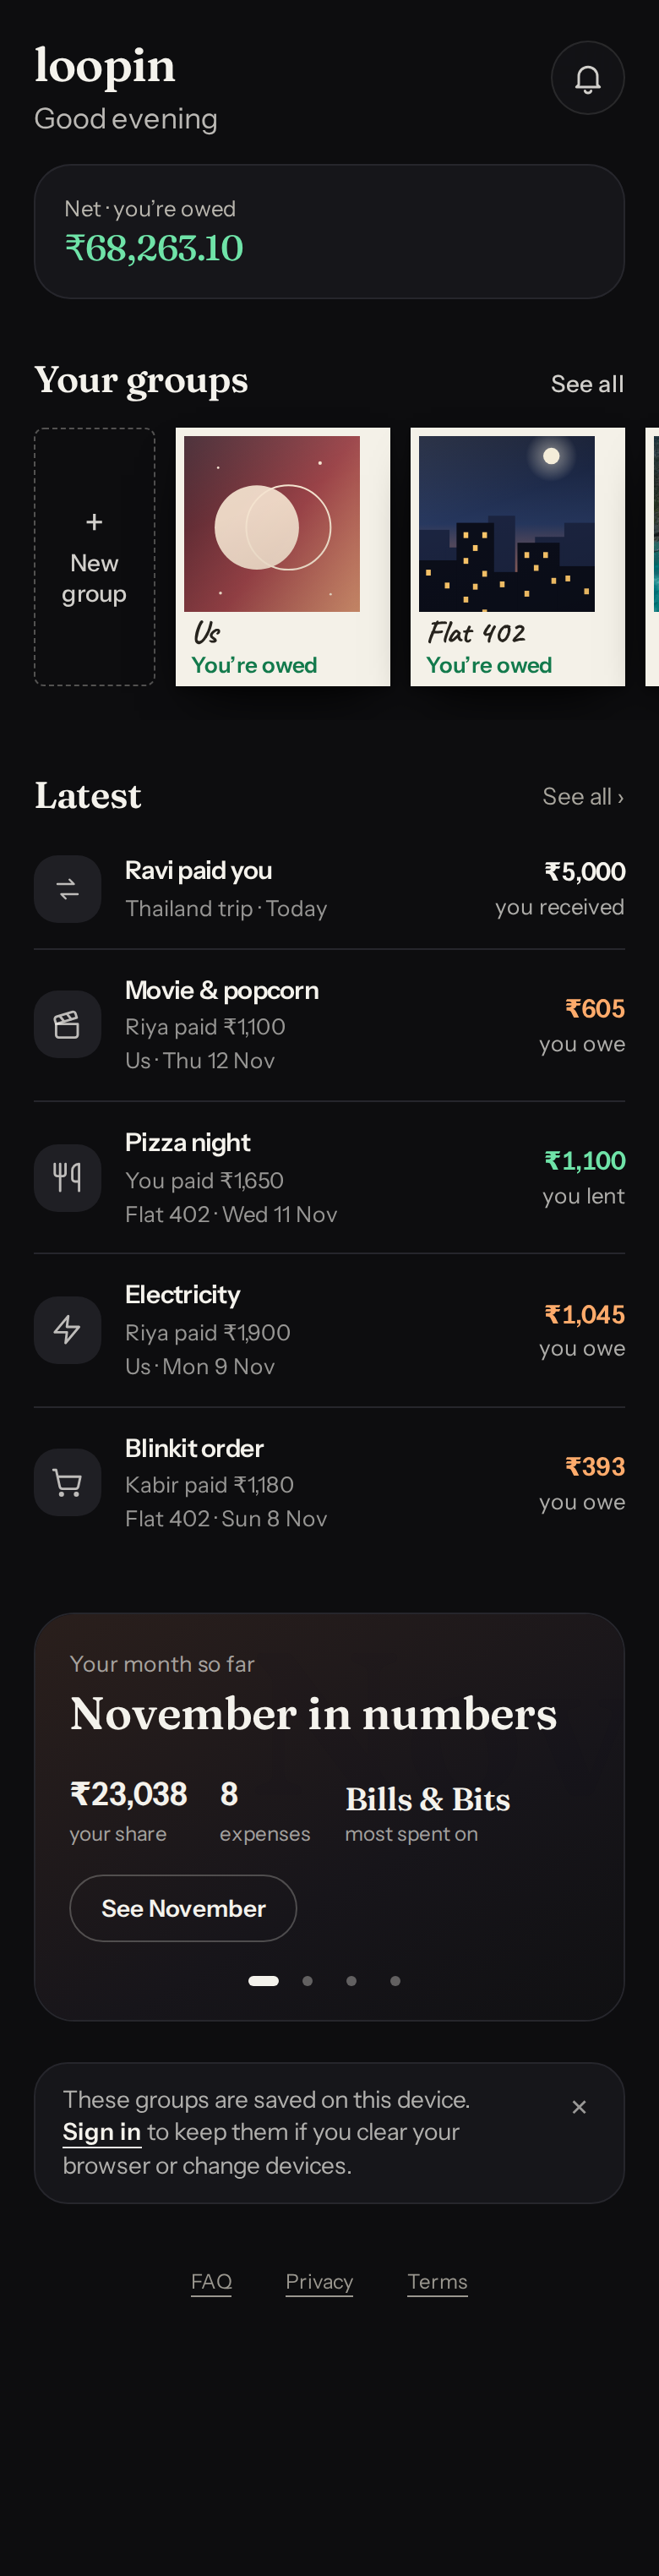 loopin
Good evening
Net · you’re owed
₹68,263.10
Your groups
See all
+
New
group
Us
You’re owed
Flat 402
You’re owed
Latest
See all ›
Ravi paid you
Thailand trip · Today
₹5,000
you received
Movie & popcorn
Riya paid ₹1,100
Us · Thu 12 Nov
₹605
you owe
Pizza night
You paid ₹1,650
Flat 402 · Wed 11 Nov
₹1,100
you lent
Electricity
Riya paid ₹1,900
Us · Mon 9 Nov
₹1,045
you owe
Blinkit order
Kabir paid ₹1,180
Flat 402 · Sun 8 Nov
₹393
you owe
Your month so far
November in numbers
₹23,038
your share
8
expenses
Bills & Bits
most spent on
See November
These groups are saved on this device.
Sign in to keep them if you clear your
browser or change devices.
FAQ Privacy Terms